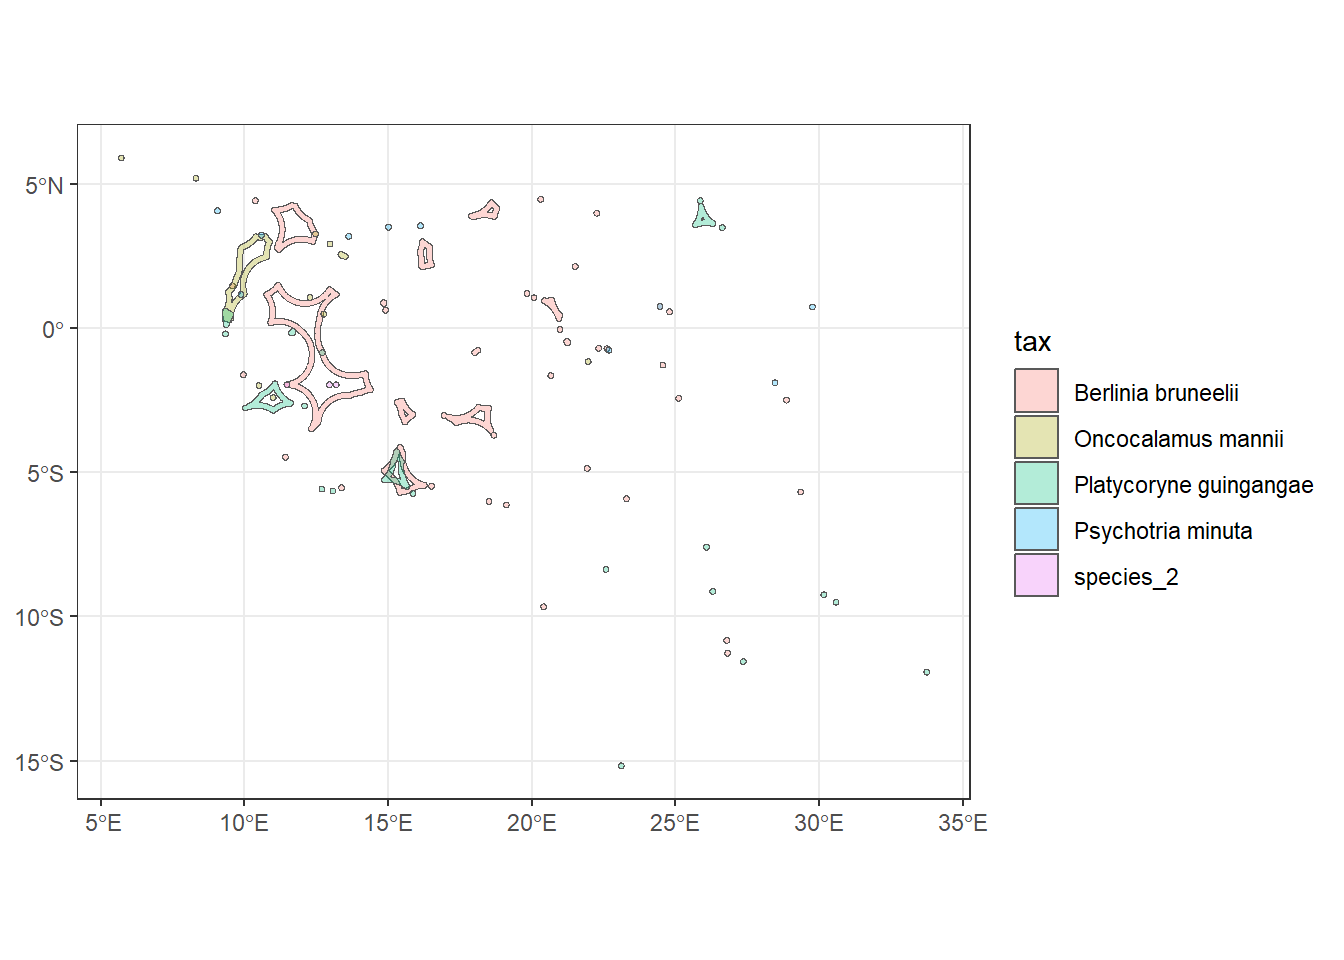 5°N
0°
5°S
10°S
15°S
5°E
10°E
15°E
20°E
25°E
30°E
35°E
tax
Berlinia bruneelii
Oncocalamus mannii
Platycoryne guingangae
Psychotria minuta
species_2